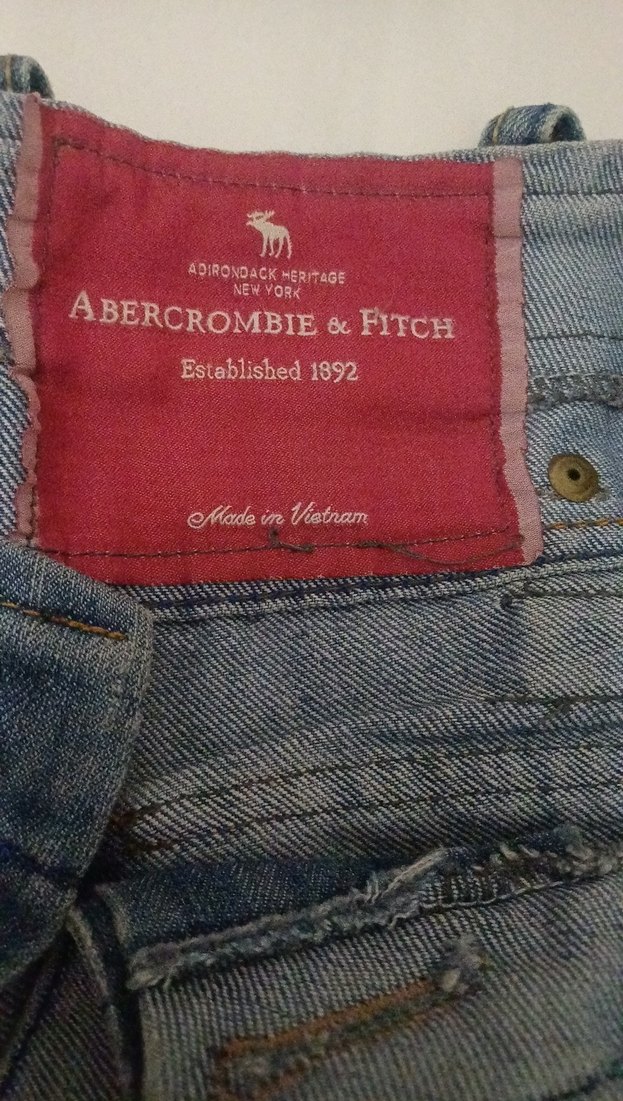 ADIRONDACK HERITAGE
NEW YORK
ABERCROMBIE & FITCH
Established 1892
Made in Vietnam